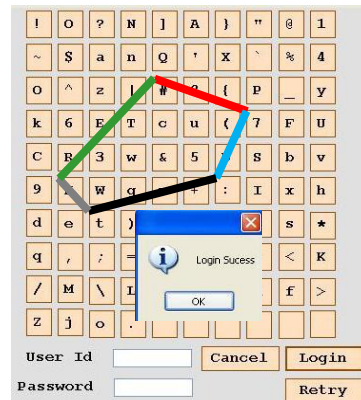 ! O ? N ] A } " @ 1
~ $ a n Q ' X ` % 4
O ^ z # { P _ y
k 6 E T c u ( 7 F U
C R 3 w & 5 S b v
9 W : I x h
d e t ) s *
q , ; = < K
/ M \ L f >
Z j o .
Login Sucess
OK
User Id Cancel Login
Password Retry